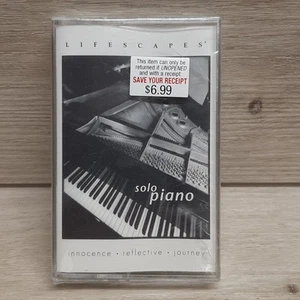 LIFESCAPES®
This item can only be
returned if UNOPENED
and with a receipt.
SAVE YOUR RECEIPT
$6.99
solo
piano
innocence • reflective • journey